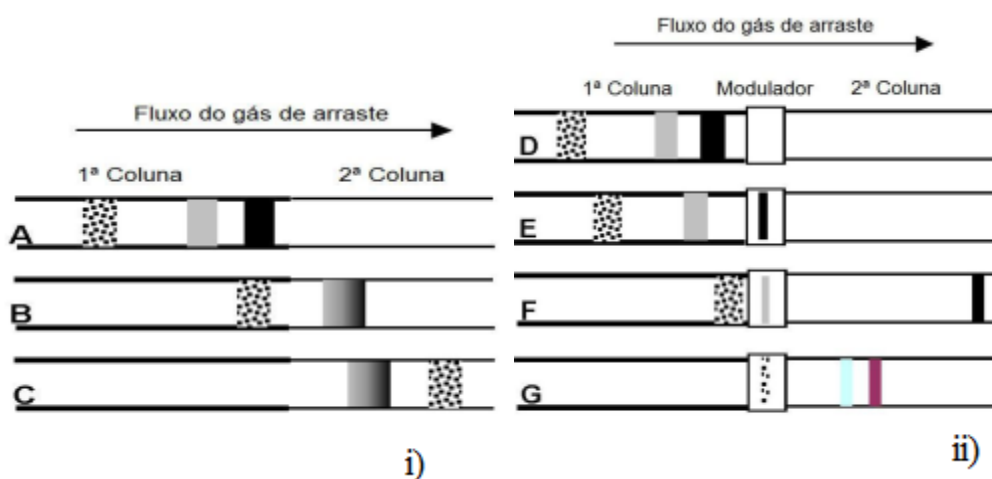 Fluxo do gás de arraste
1ª Coluna 2ª Coluna
A
B
C
i)
Fluxo do gás de arraste
1ª Coluna Modulador 2ª Coluna
D
E
F
G
ii)